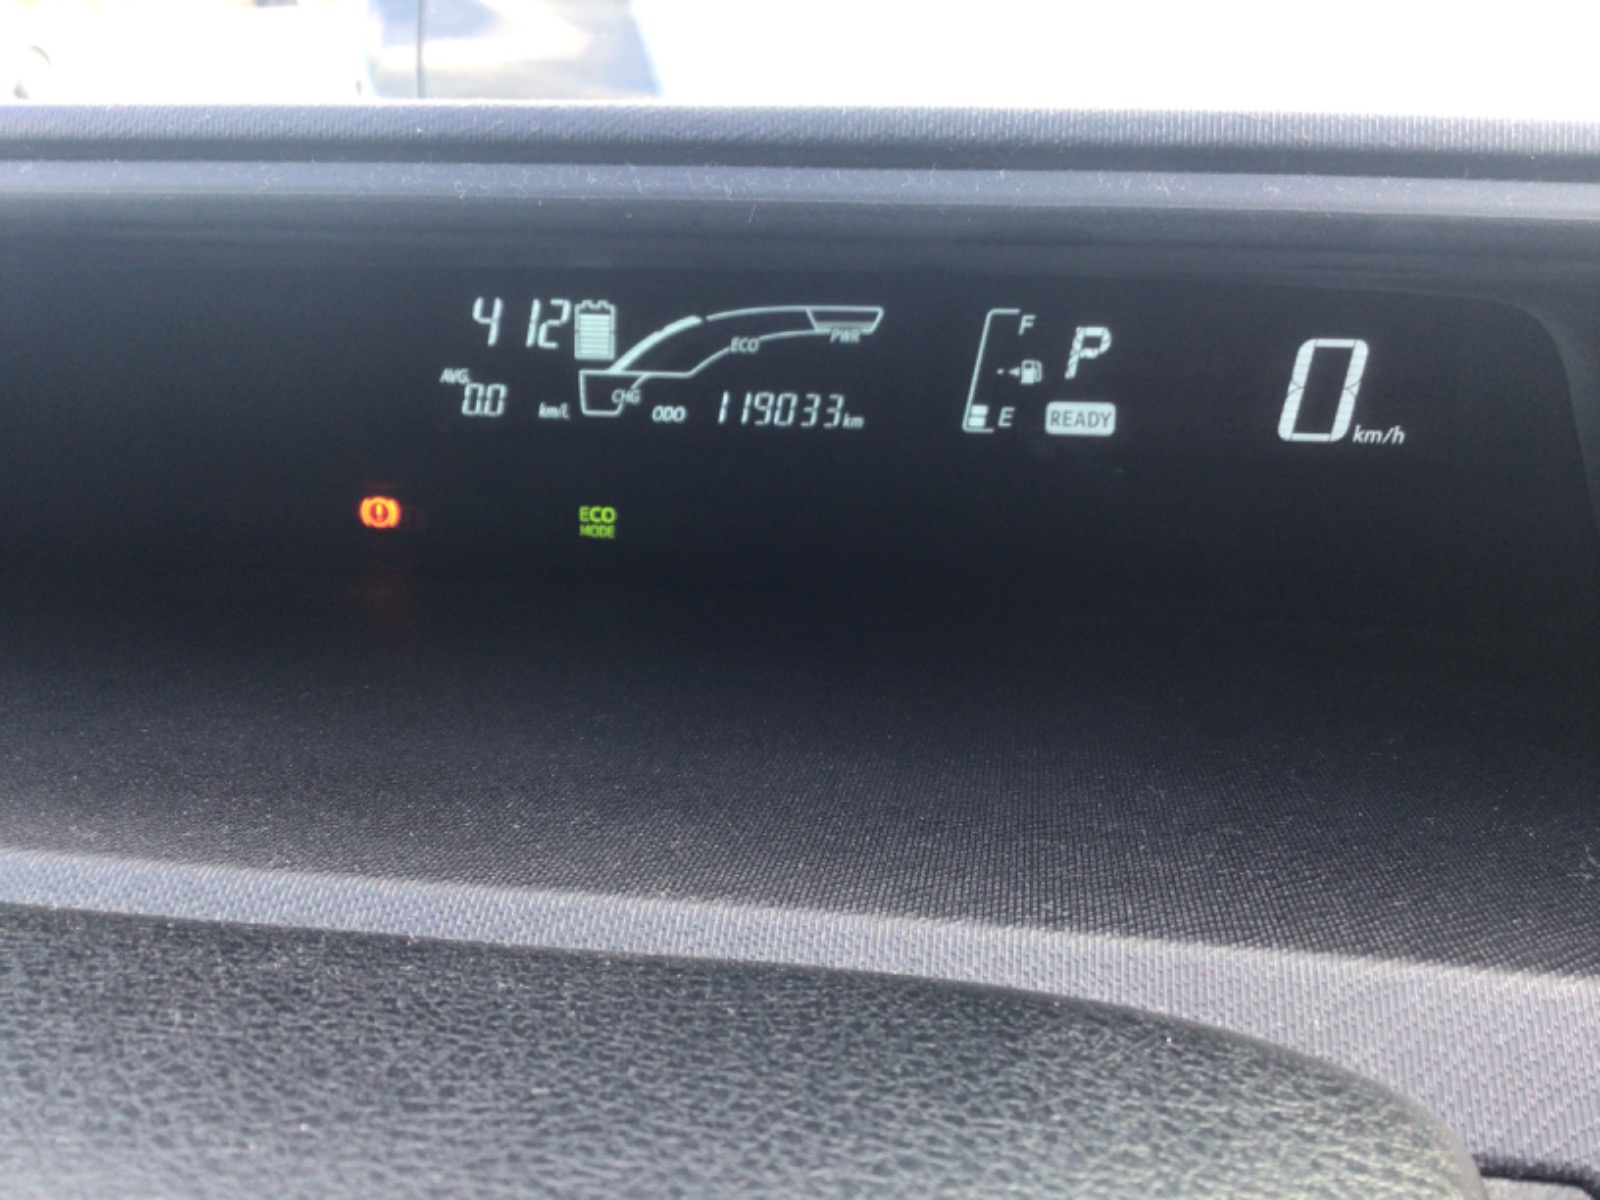 4 12
ECO
PWR
AVG.
0.0 km/L
CHG
ODO 119033 km
F
P
E
READY
0 km/h
ECO
MODE